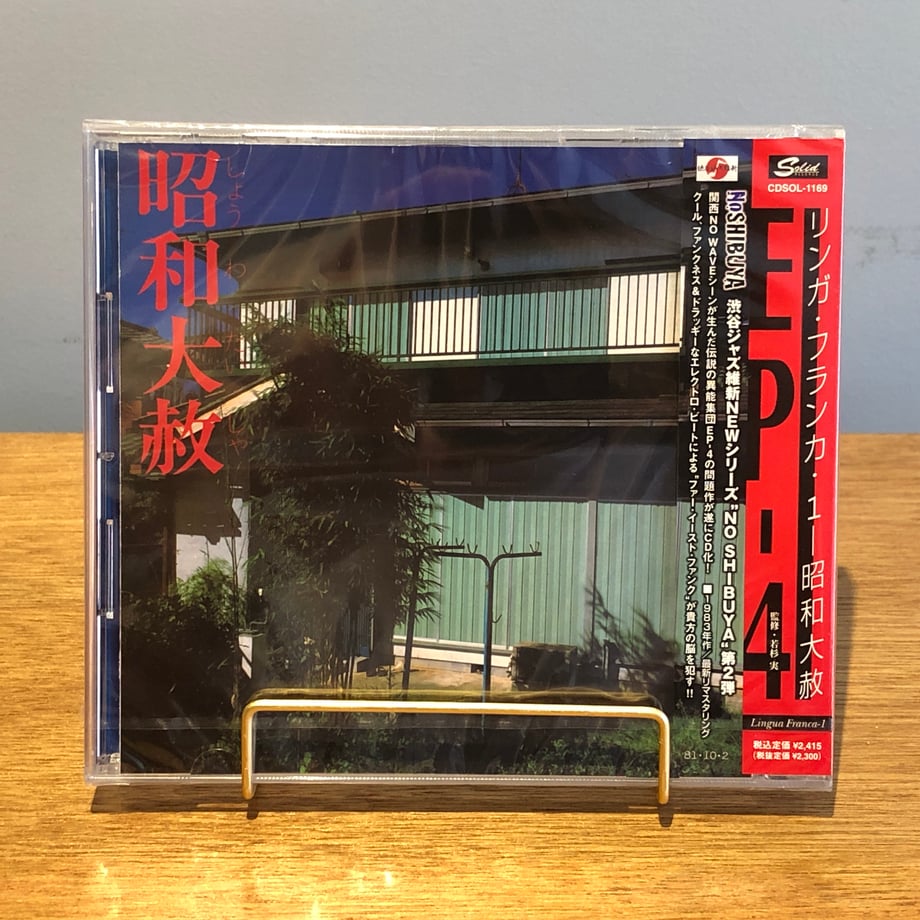 昭和大赦
しょうわだいしゃ
NO SHIBUYA
渋谷ジャズ維新NEWシリーズ"NO SHIBUYA"第2弾
関西NO WAVEシーンが生んだ伝説の異能集団EP-4の問題作が遂にCD化! ■1983年作/最新リマスタリング
クール、ファンクネス&ドラッギーなエレクトロ・ビートによる"ファー・イースト・ファンク"が貴方の脳を犯す!!
81・10・2
Solid
RECORDS
CDSOL-1169
リンガ・フランカ・1─昭和大赦
EP-4
監修・若杉 実
Lingua Franca-1
税込定価 ¥2,415
(税抜定価 ¥2,300)